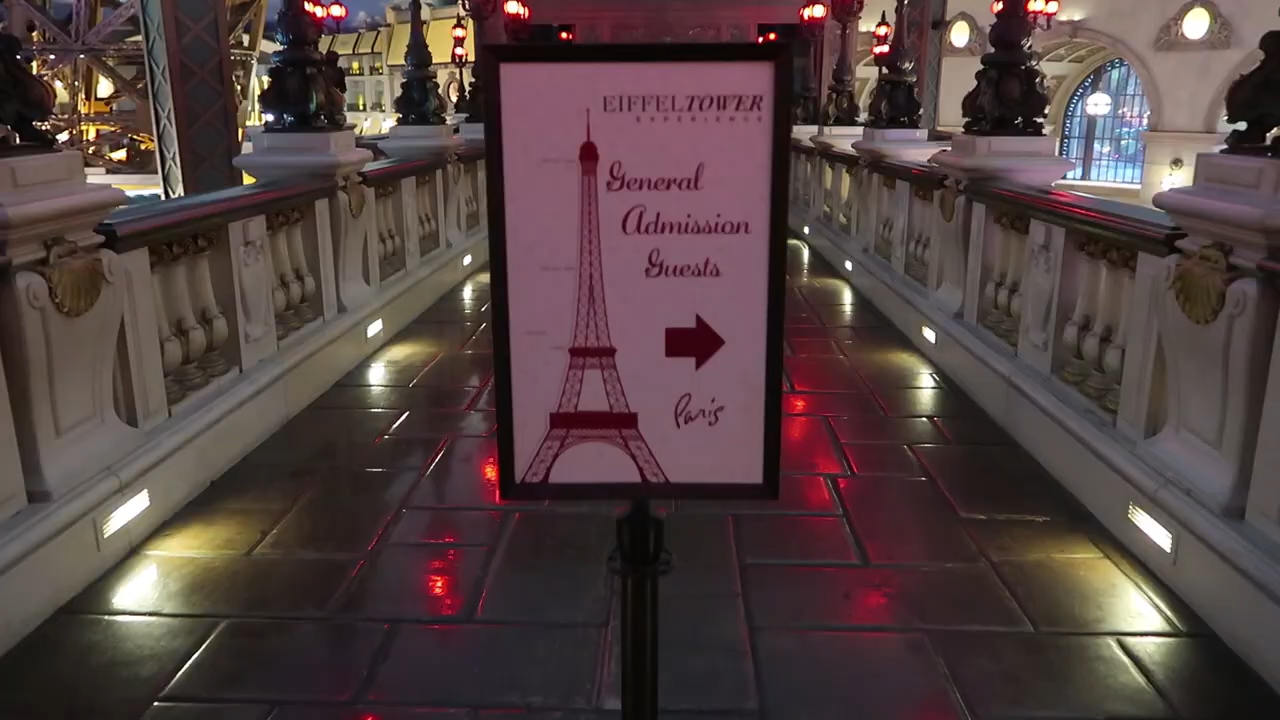 EIFFELTOWER
EXPERIENCE
General
Admission
Guests
Paris